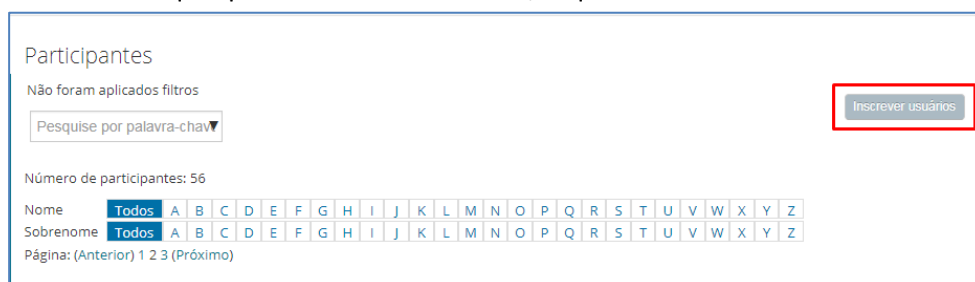 Participantes
Não foram aplicados filtros
Inscrever usuários
Pesquise por palavra-chav
Número de participantes: 56
Nome Todos A B C D E F G H I J K L M N O P Q R S T U V W X Y Z
Sobrenome Todos A B C D E F G H I J K L M N O P Q R S T U V W X Y Z
Página: (Anterior) 1 2 3 (Próximo)